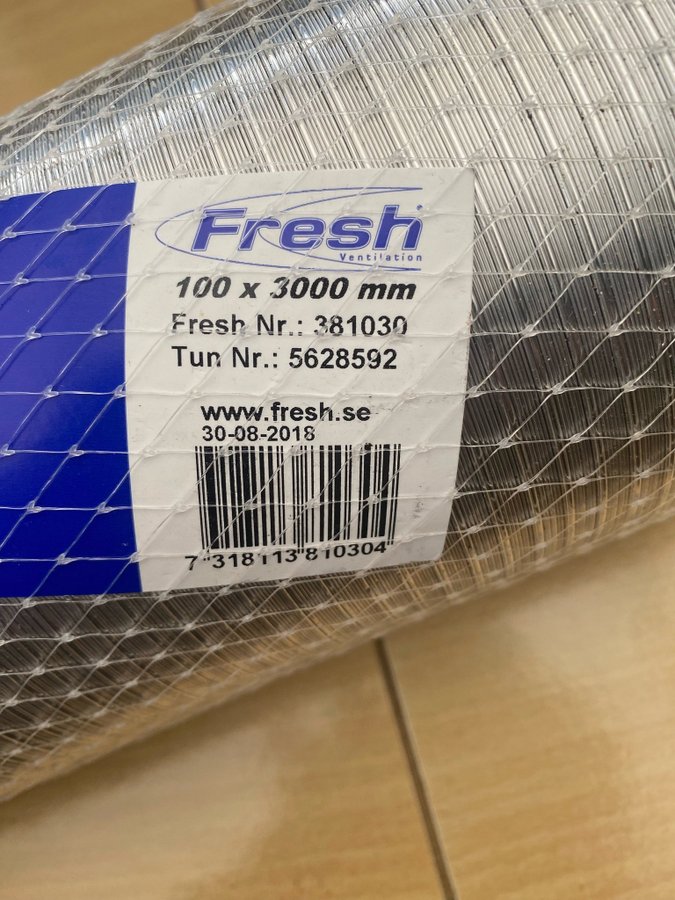 Fresh®
Ventilation
100 x 3000 mm
Fresh Nr.: 381030
Tun Nr.: 5628592
www.fresh.se
30-08-2018
7"318113"810304"